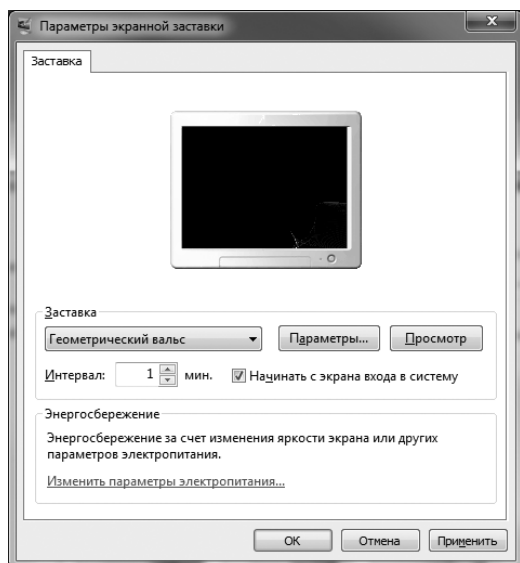 Параметры экранной заставки
Заставка
Заставка
Геометрический вальс
Параметры...
Просмотр
Интервал: 1 мин. Начинать с экрана входа в систему
Энергосбережение
Энергосбережение за счет изменения яркости экрана или других
параметров электропитания.
Изменить параметры электропитания...
ОК
Отмена
Применить